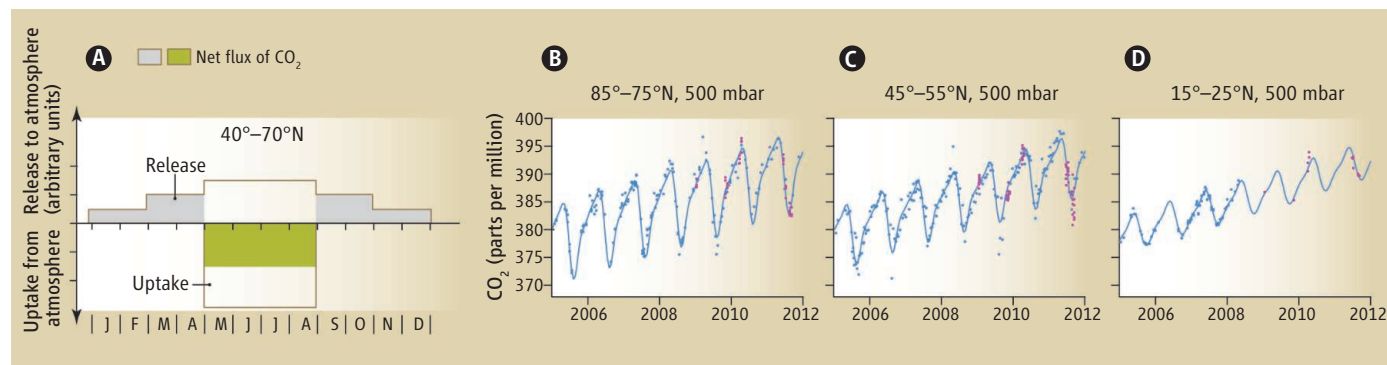 A
Net flux of CO₂
Release to atmosphere
(arbitrary units)
Uptake from
atmosphere
40°–70°N
Release
Uptake
J F M A M J J A S O N D
B
85°–75°N, 500 mbar
CO₂ (parts per million)
400
395
390
385
380
375
370
2006 2008 2010 2012
C
45°–55°N, 500 mbar
2006 2008 2010 2012
D
15°–25°N, 500 mbar
2006 2008 2010 2012